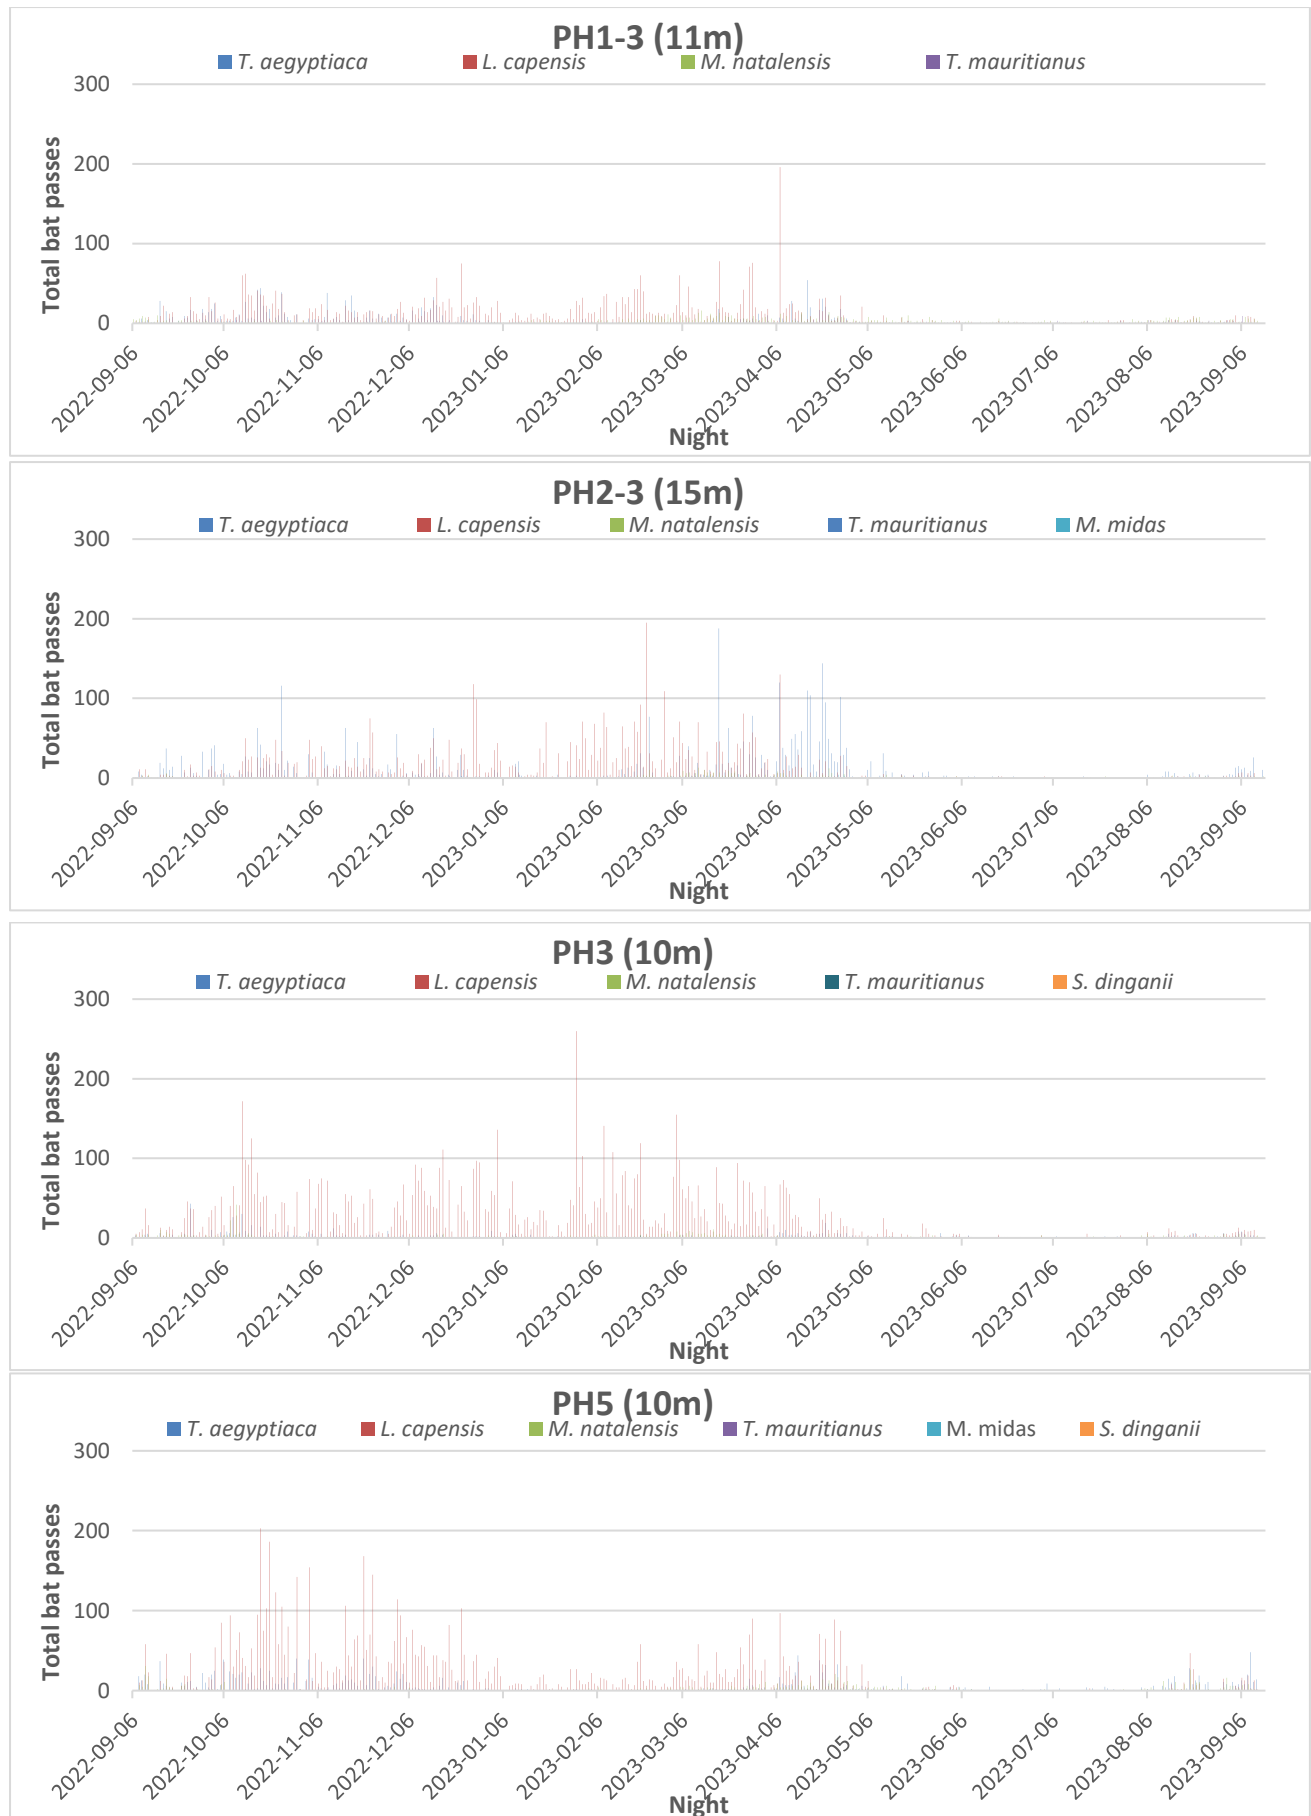 PH1-3 (11m)
T. aegyptiaca L. capensis M. natalensis T. mauritianus
300
200
100
0
Total bat passes
2022-09-06 2022-10-06 2022-11-06 2022-12-06 2023-01-06 2023-02-06 2023-03-06 2023-04-06 2023-05-06 2023-06-06 2023-07-06 2023-08-06 2023-09-06
Night
PH2-3 (15m)
T. aegyptiaca L. capensis M. natalensis T. mauritianus M. midas
300
200
100
0
Total bat passes
2022-09-06 2022-10-06 2022-11-06 2022-12-06 2023-01-06 2023-02-06 2023-03-06 2023-04-06 2023-05-06 2023-06-06 2023-07-06 2023-08-06 2023-09-06
Night
PH3 (10m)
T. aegyptiaca L. capensis M. natalensis T. mauritianus S. dinganii
300
200
100
0
Total bat passes
2022-09-06 2022-10-06 2022-11-06 2022-12-06 2023-01-06 2023-02-06 2023-03-06 2023-04-06 2023-05-06 2023-06-06 2023-07-06 2023-08-06 2023-09-06
Night
PH5 (10m)
T. aegyptiaca L. capensis M. natalensis T. mauritianus M. midas S. dinganii
300
200
100
0
Total bat passes
2022-09-06 2022-10-06 2022-11-06 2022-12-06 2023-01-06 2023-02-06 2023-03-06 2023-04-06 2023-05-06 2023-06-06 2023-07-06 2023-08-06 2023-09-06
Night